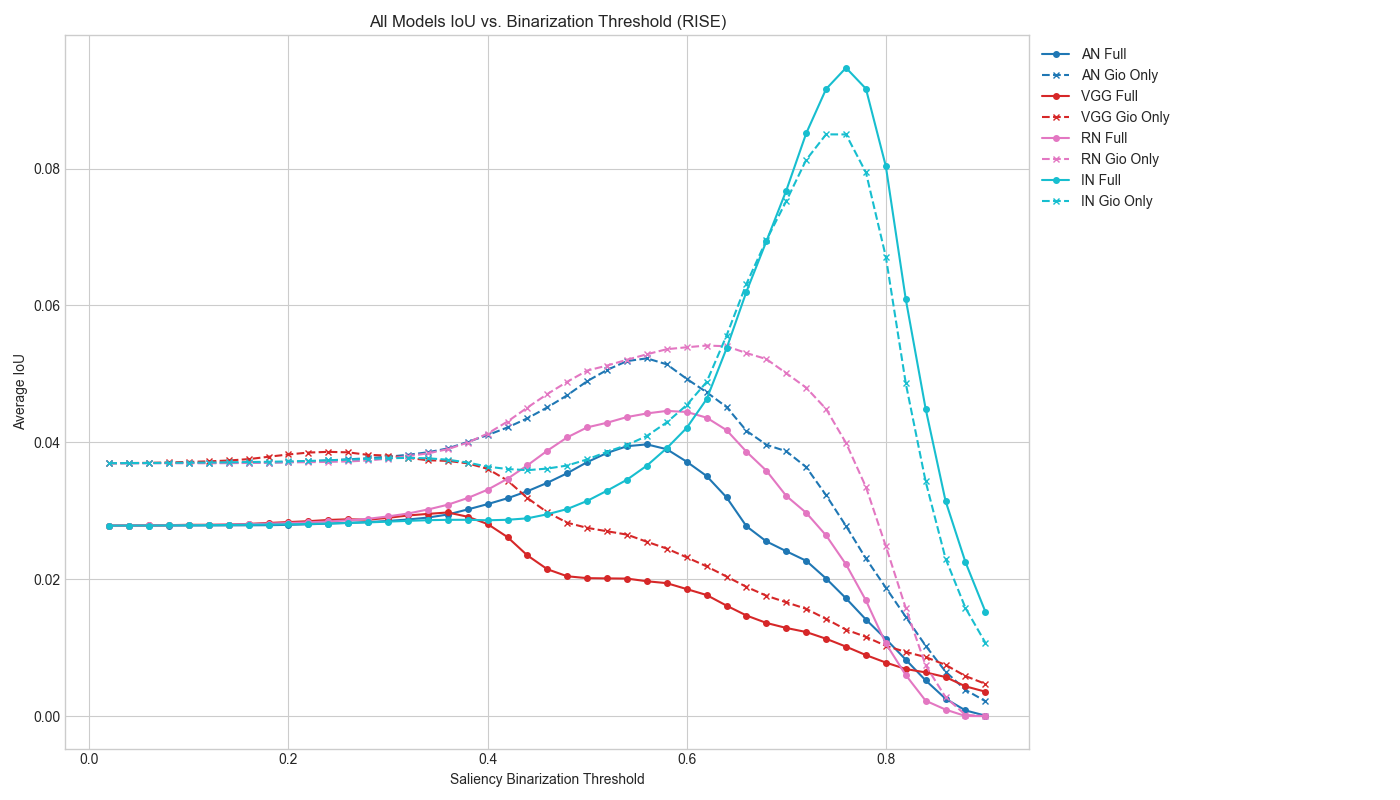 All Models IoU vs. Binarization Threshold (RISE)
AN Full
AN Gio Only
VGG Full
VGG Gio Only
RN Full
RN Gio Only
IN Full
IN Gio Only
Average IoU
0.08
0.06
0.04
0.02
0.00
0.0 0.2 0.4 0.6 0.8
Saliency Binarization Threshold